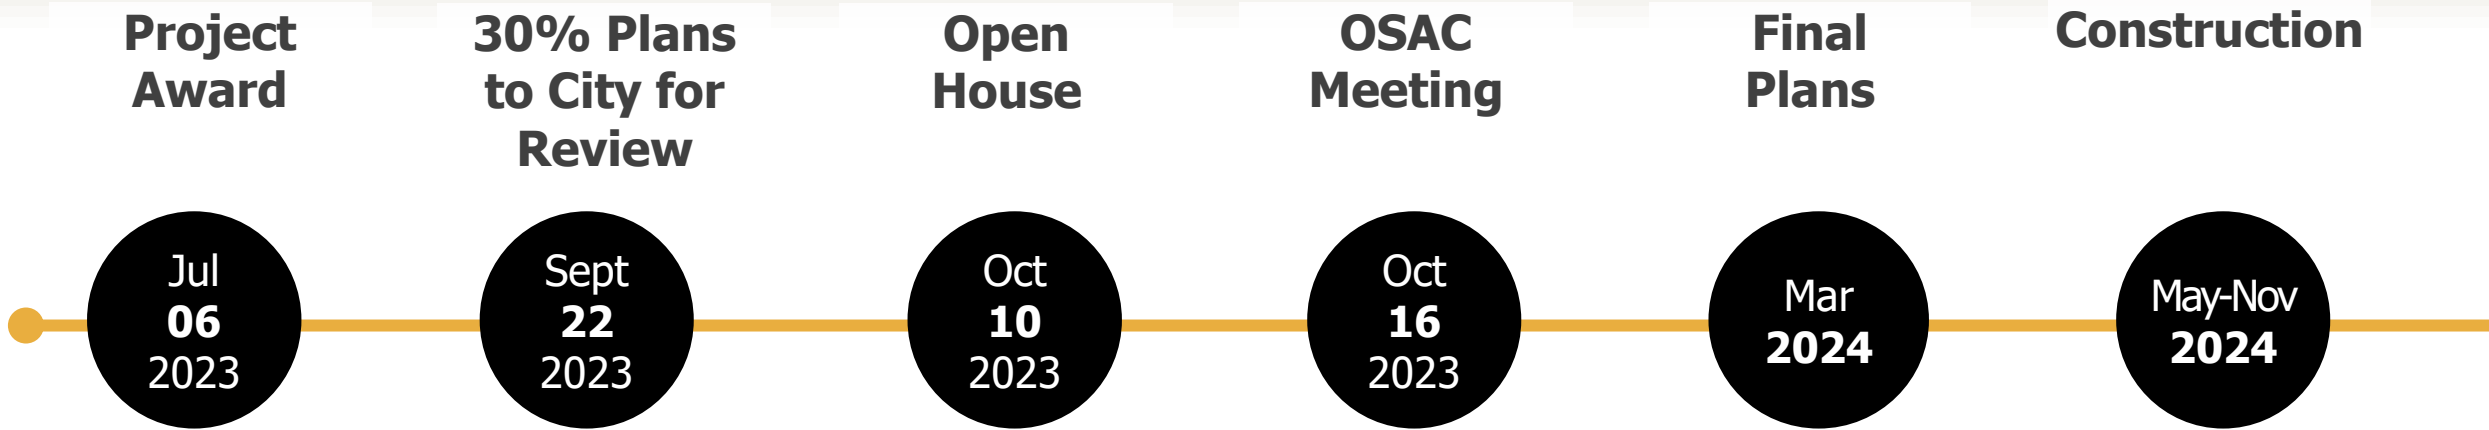 Project
Award
30% Plans
to City for
Review
Open
House
OSAC
Meeting
Final
Plans
Construction
Jul
06
2023
Sept
22
2023
Oct
10
2023
Oct
16
2023
Mar
2024
May-Nov
2024